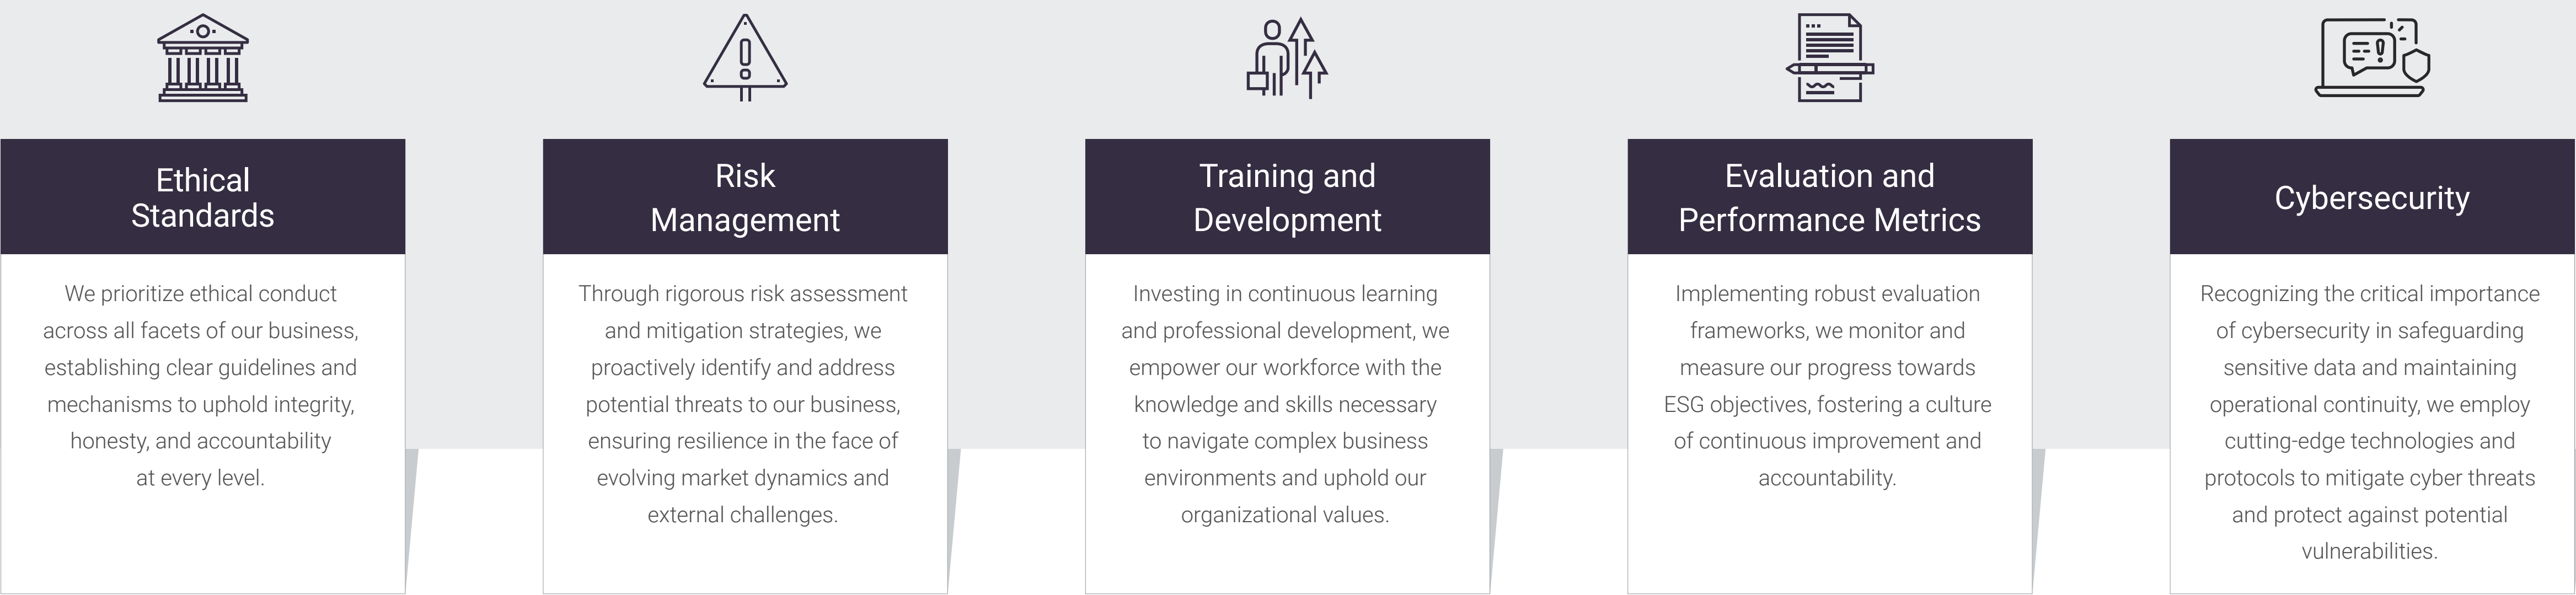 Ethical
Standards
We prioritize ethical conduct
across all facets of our business,
establishing clear guidelines and
mechanisms to uphold integrity,
honesty, and accountability
at every level.
Risk
Management
Through rigorous risk assessment
and mitigation strategies, we
proactively identify and address
potential threats to our business,
ensuring resilience in the face of
evolving market dynamics and
external challenges.
Training and
Development
Investing in continuous learning
and professional development, we
empower our workforce with the
knowledge and skills necessary
to navigate complex business
environments and uphold our
organizational values.
Evaluation and
Performance Metrics
Implementing robust evaluation
frameworks, we monitor and
measure our progress towards
ESG objectives, fostering a culture
of continuous improvement and
accountability.
Cybersecurity
Recognizing the critical importance
of cybersecurity in safeguarding
sensitive data and maintaining
operational continuity, we employ
cutting-edge technologies and
protocols to mitigate cyber threats
and protect against potential
vulnerabilities.